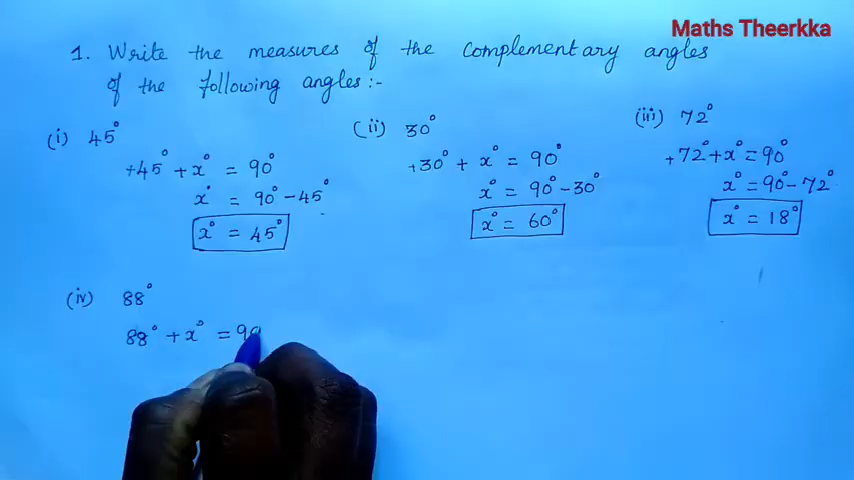 Maths Theerkka
1. Write the measures of the complementary angles
of the following angles:-
(i) 45°
+45° + x° = 90°
x° = 90° - 45°
x° = 45°
(ii) 30°
+30° + x° = 90°
x° = 90° - 30°
x° = 60°
(iii) 72°
+72° + x° = 90°
x° = 90° - 72°
x° = 18°
(iv) 88°
88° + x° = 90